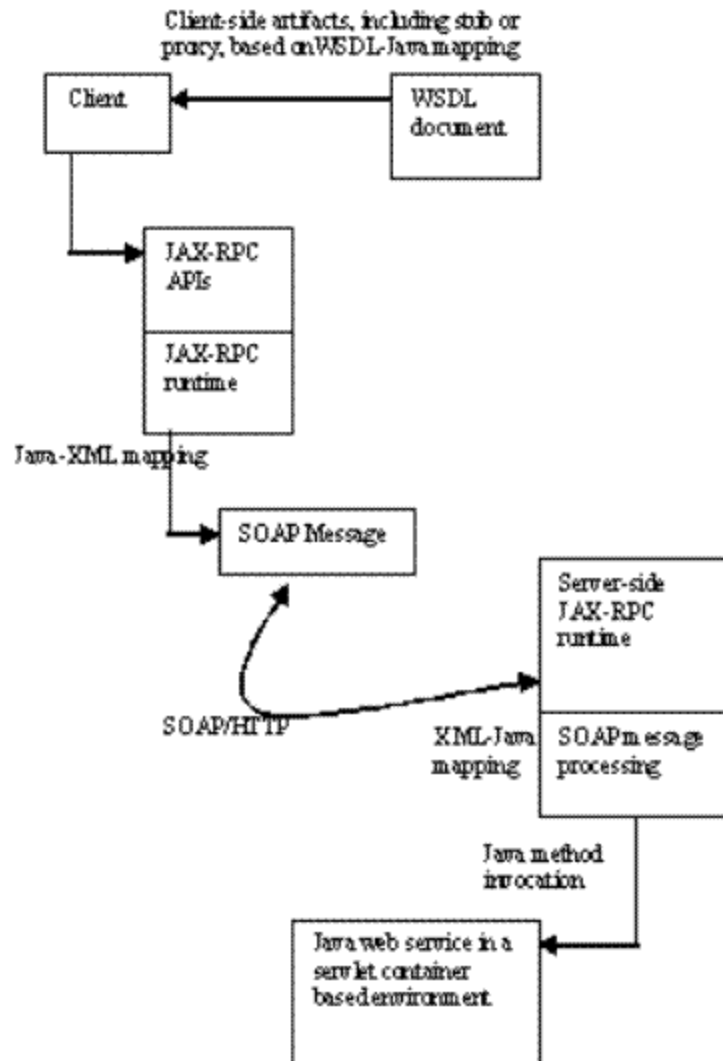 Client-side artifacts, including stub or
proxy, based on WSDL-Java mapping
Client
WSDL
document
JAX-RPC
APIs
JAX-RPC
runtime
Java-XML mapping
SOAP Message
Server-side
JAX-RPC
runtime
SOAP/HTTP
XML-Java
mapping
SOAP message
processing
Java method
invocation
Java web service in a
servlet container
based environment